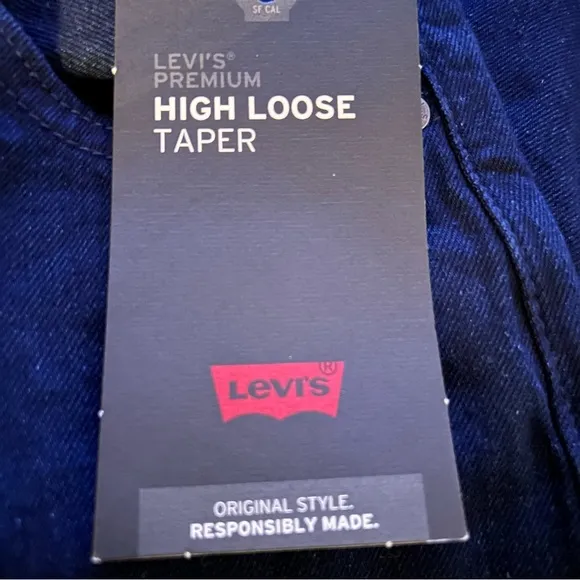 SF CAL
LEVI'S®
PREMIUM
HIGH LOOSE
TAPER
LEVI'S®
ORIGINAL STYLE.
RESPONSIBLY MADE.